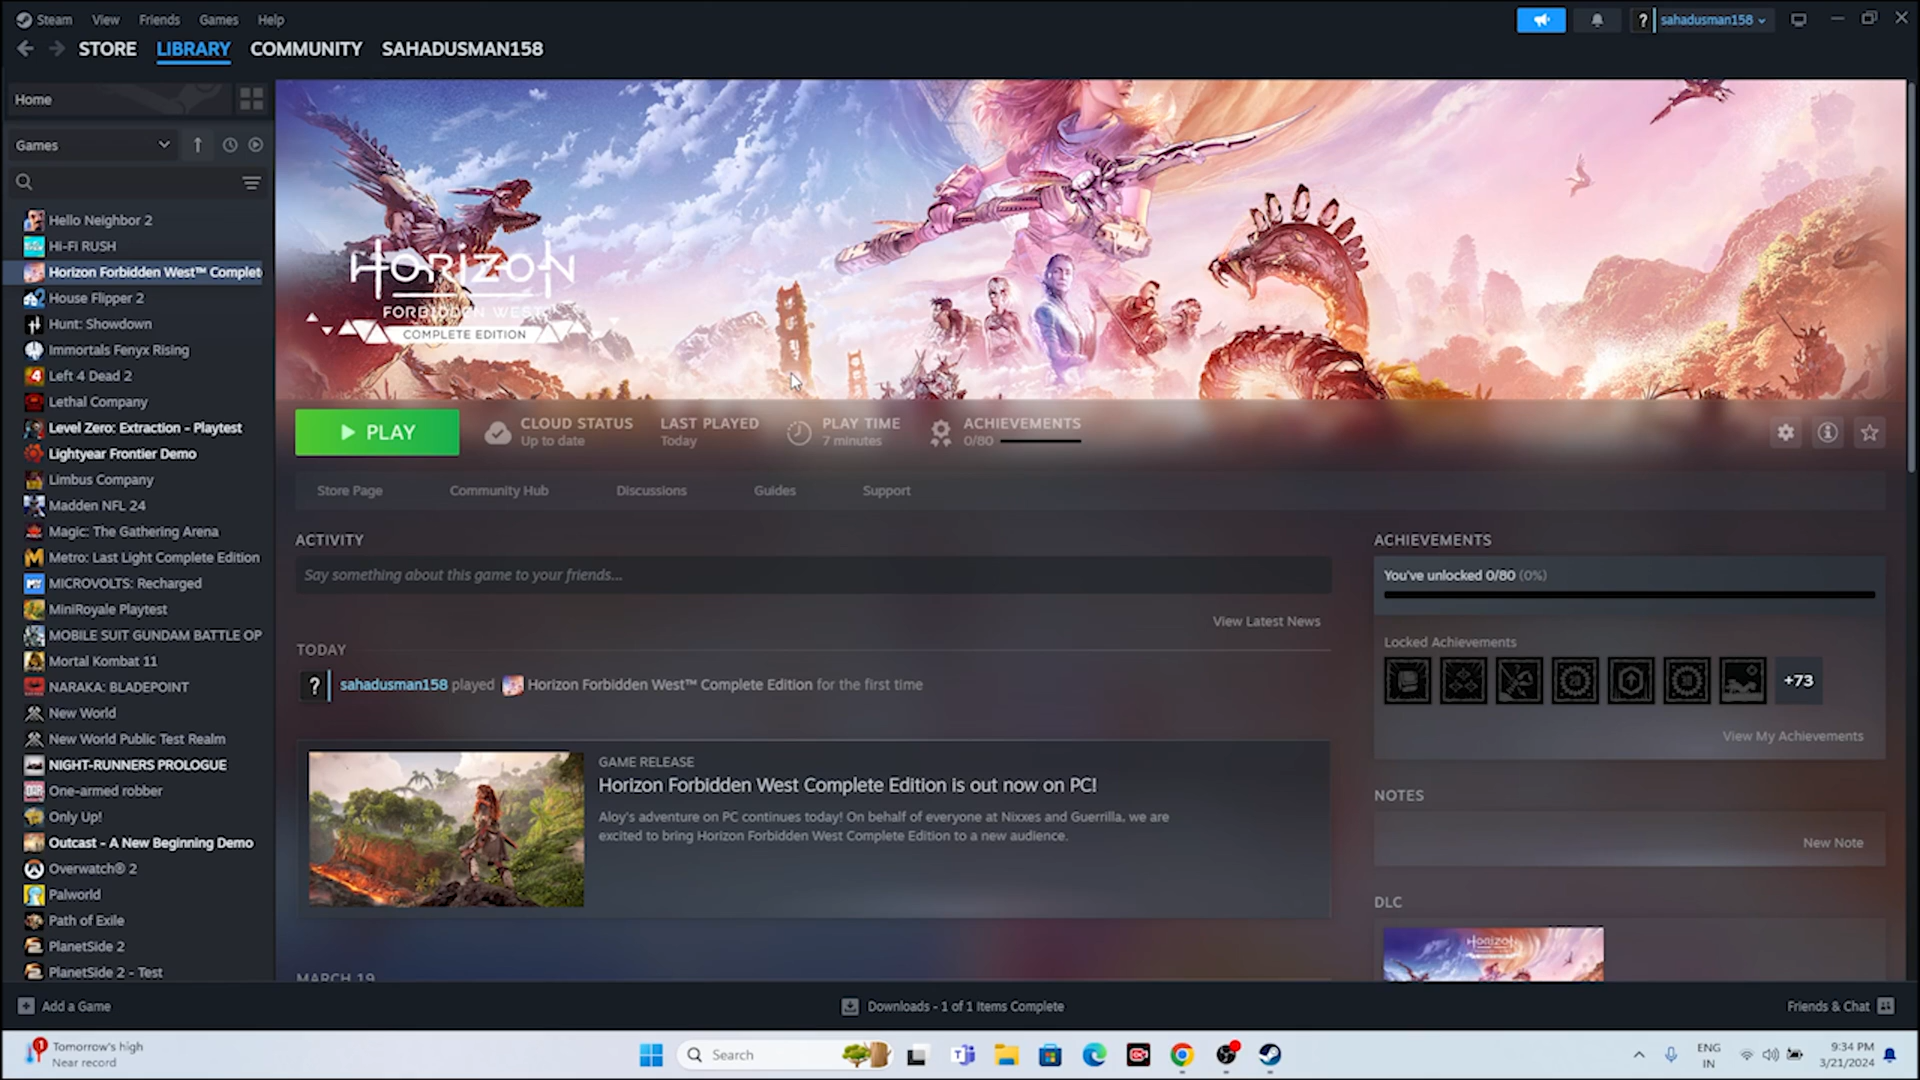 Steam View Friends Games Help
? sahadusman158
STORE LIBRARY COMMUNITY SAHADUSMAN158
Home
Games
Hello Neighbor 2
Hi-Fi RUSH
Horizon Forbidden West™ Complet
House Flipper 2
Hunt: Showdown
Immortals Fenyx Rising
Left 4 Dead 2
Lethal Company
Level Zero: Extraction - Playtest
Lightyear Frontier Demo
Limbus Company
Madden NFL 24
Magic: The Gathering Arena
Metro: Last Light Complete Edition
MICROVOLTS: Recharged
MiniRoyale Playtest
MOBILE SUIT GUNDAM BATTLE OP
Mortal Kombat 11
NARAKA: BLADEPOINT
New World
New World Public Test Realm
NIGHT-RUNNERS PROLOGUE
One-armed robber
Only Up!
Outcast - A New Beginning Demo
Overwatch® 2
Palworld
Path of Exile
PlanetSide 2
PlanetSide 2 - Test
HORIZON
FORBIDDEN WEST
COMPLETE EDITION
PLAY
CLOUD STATUS
Up to date
LAST PLAYED
Today
PLAY TIME
7 minutes
ACHIEVEMENTS
0/80
Store Page Community Hub Discussions Guides Support
ACTIVITY
Say something about this game to your friends...
View Latest News
TODAY
? sahadusman158 played Horizon Forbidden West™ Complete Edition for the first time
GAME RELEASE
Horizon Forbidden West Complete Edition is out now on PC!
Aloy's adventure on PC continues today! On behalf of everyone at Nixxes and Guerrilla, we are
excited to bring Horizon Forbidden West Complete Edition to a new audience.
MARCH 19
ACHIEVEMENTS
You've unlocked 0/80 (0%)
Locked Achievements
+73
View My Achievements
NOTES
New Note
DLC
HORIZON
Add a Game
Downloads - 1 of 1 Items Complete
Friends & Chat
1
Tomorrow's high
Near record
Search
ENG
IN
9:34 PM
3/21/2024